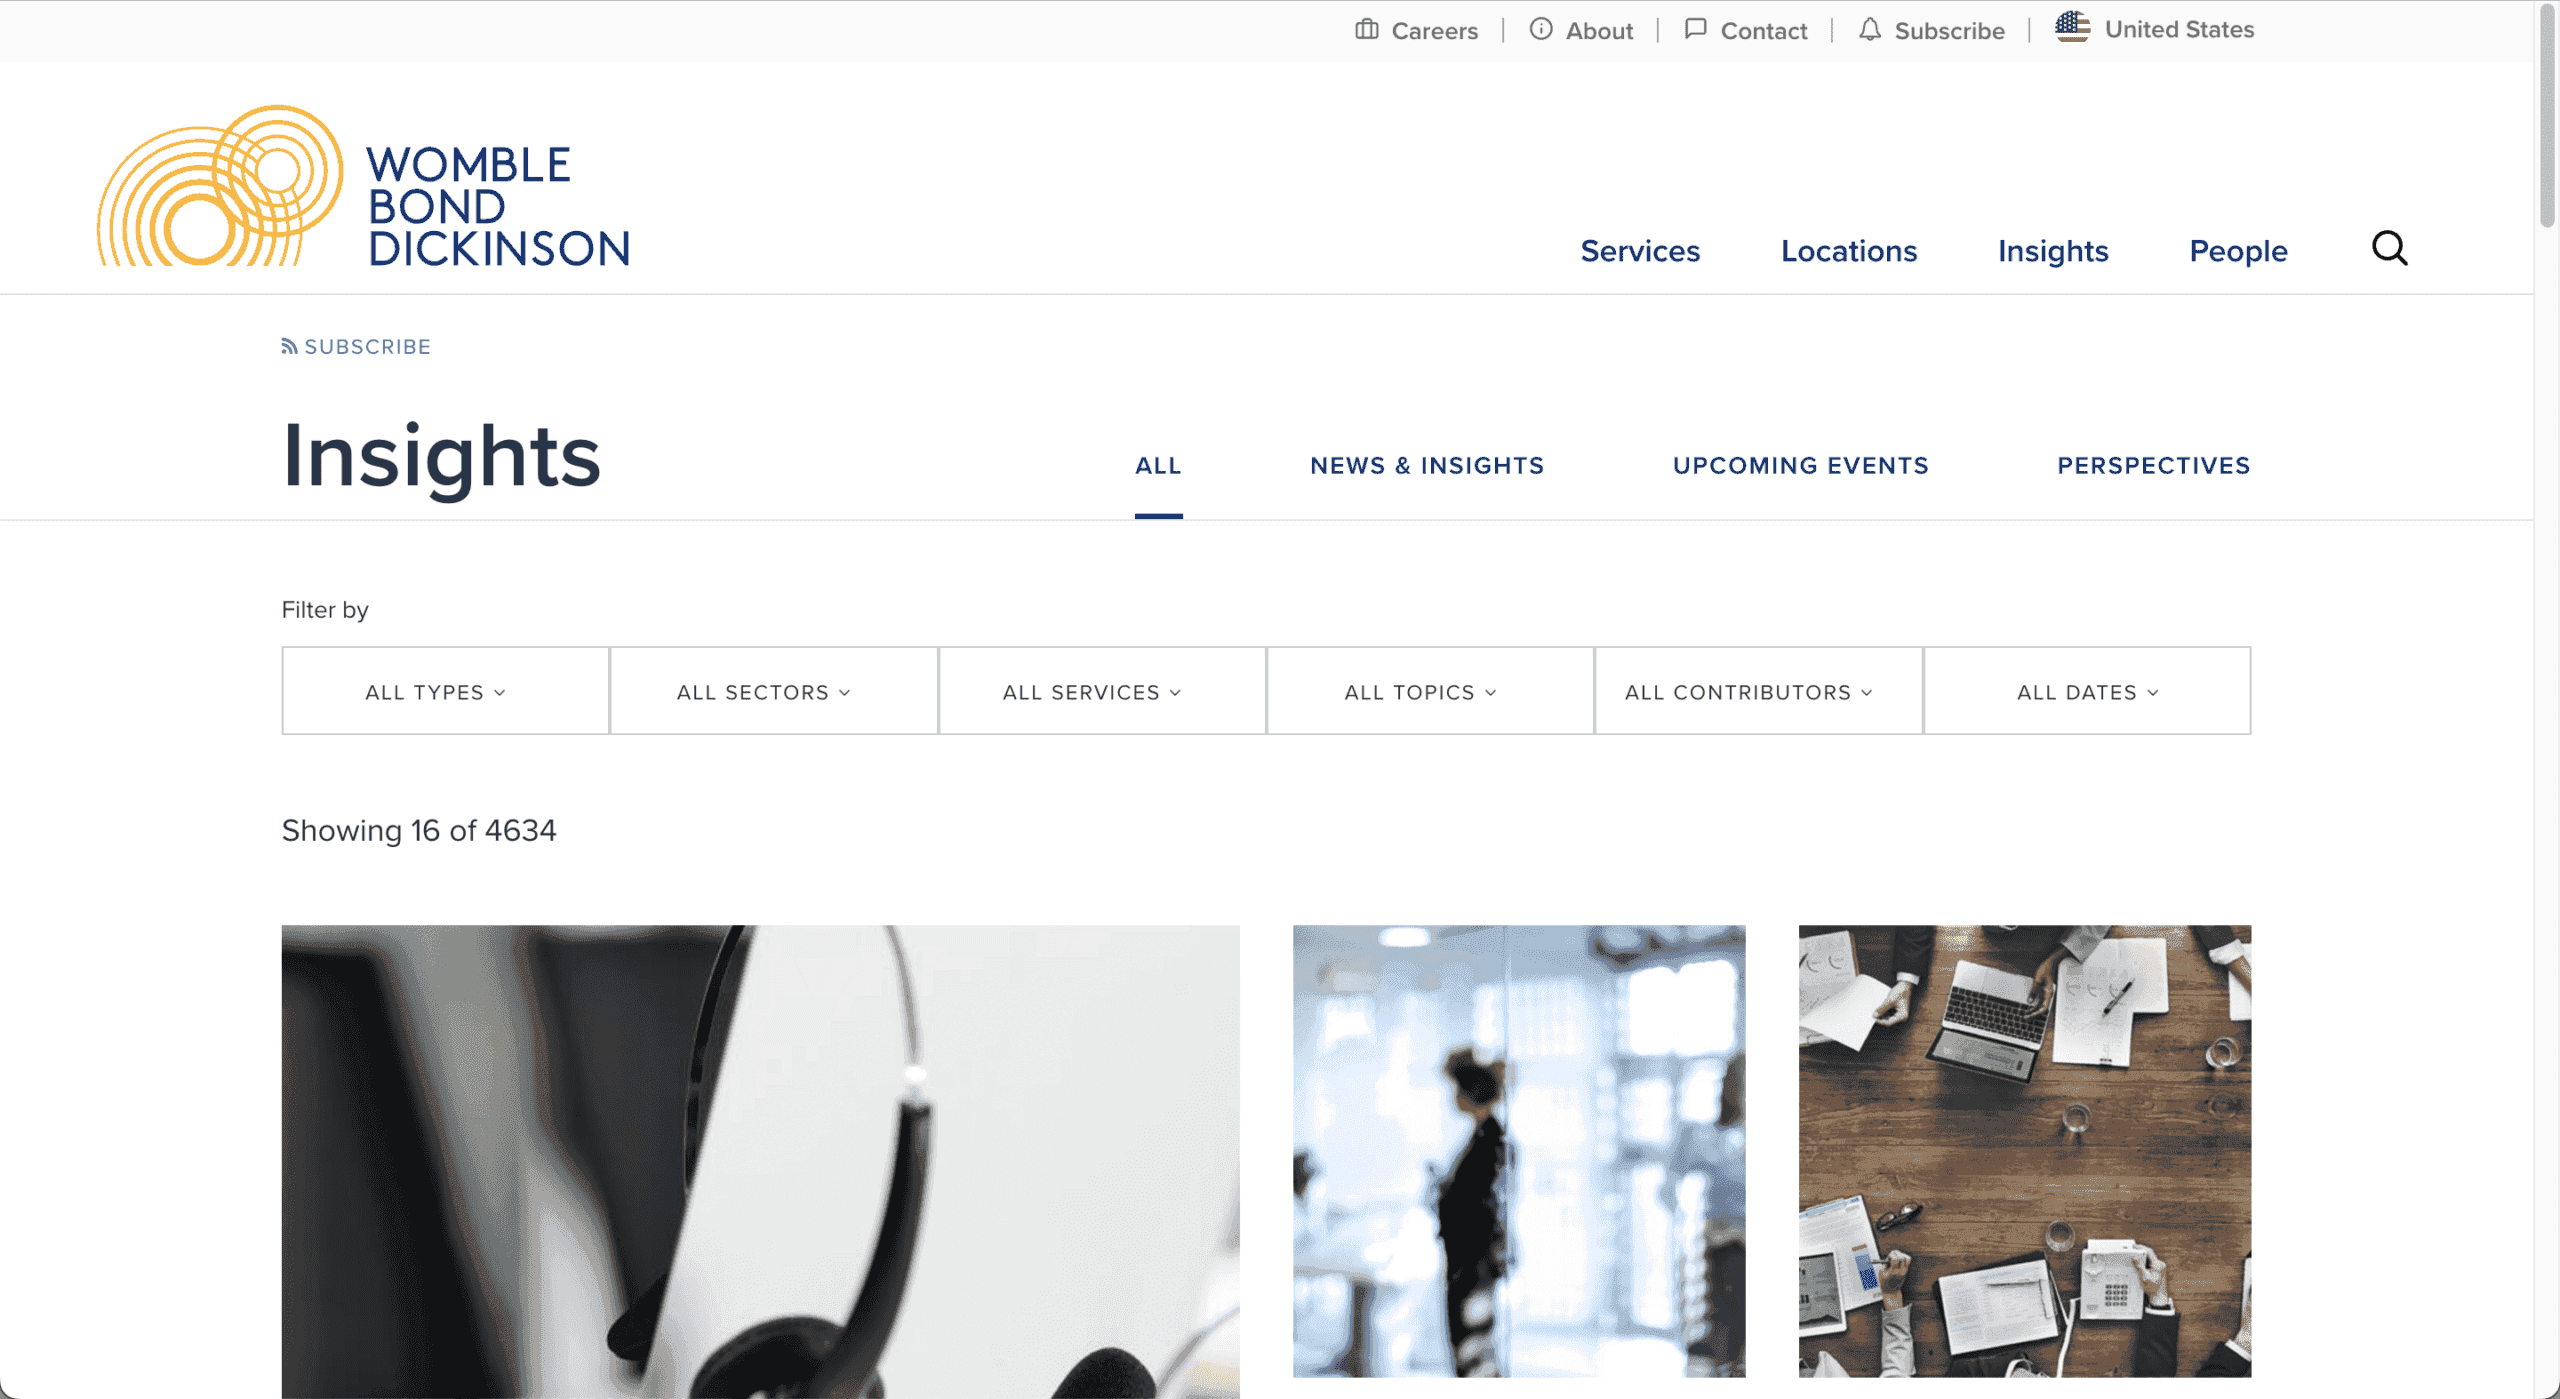 Careers
About
Contact
Subscribe
United States
WOMBLE
BOND
DICKINSON
Services
Locations
Insights
People
SUBSCRIBE
Insights
ALL
NEWS & INSIGHTS
UPCOMING EVENTS
PERSPECTIVES
Filter by
ALL TYPES
ALL SECTORS
ALL SERVICES
ALL TOPICS
ALL CONTRIBUTORS
ALL DATES
Showing 16 of 4634